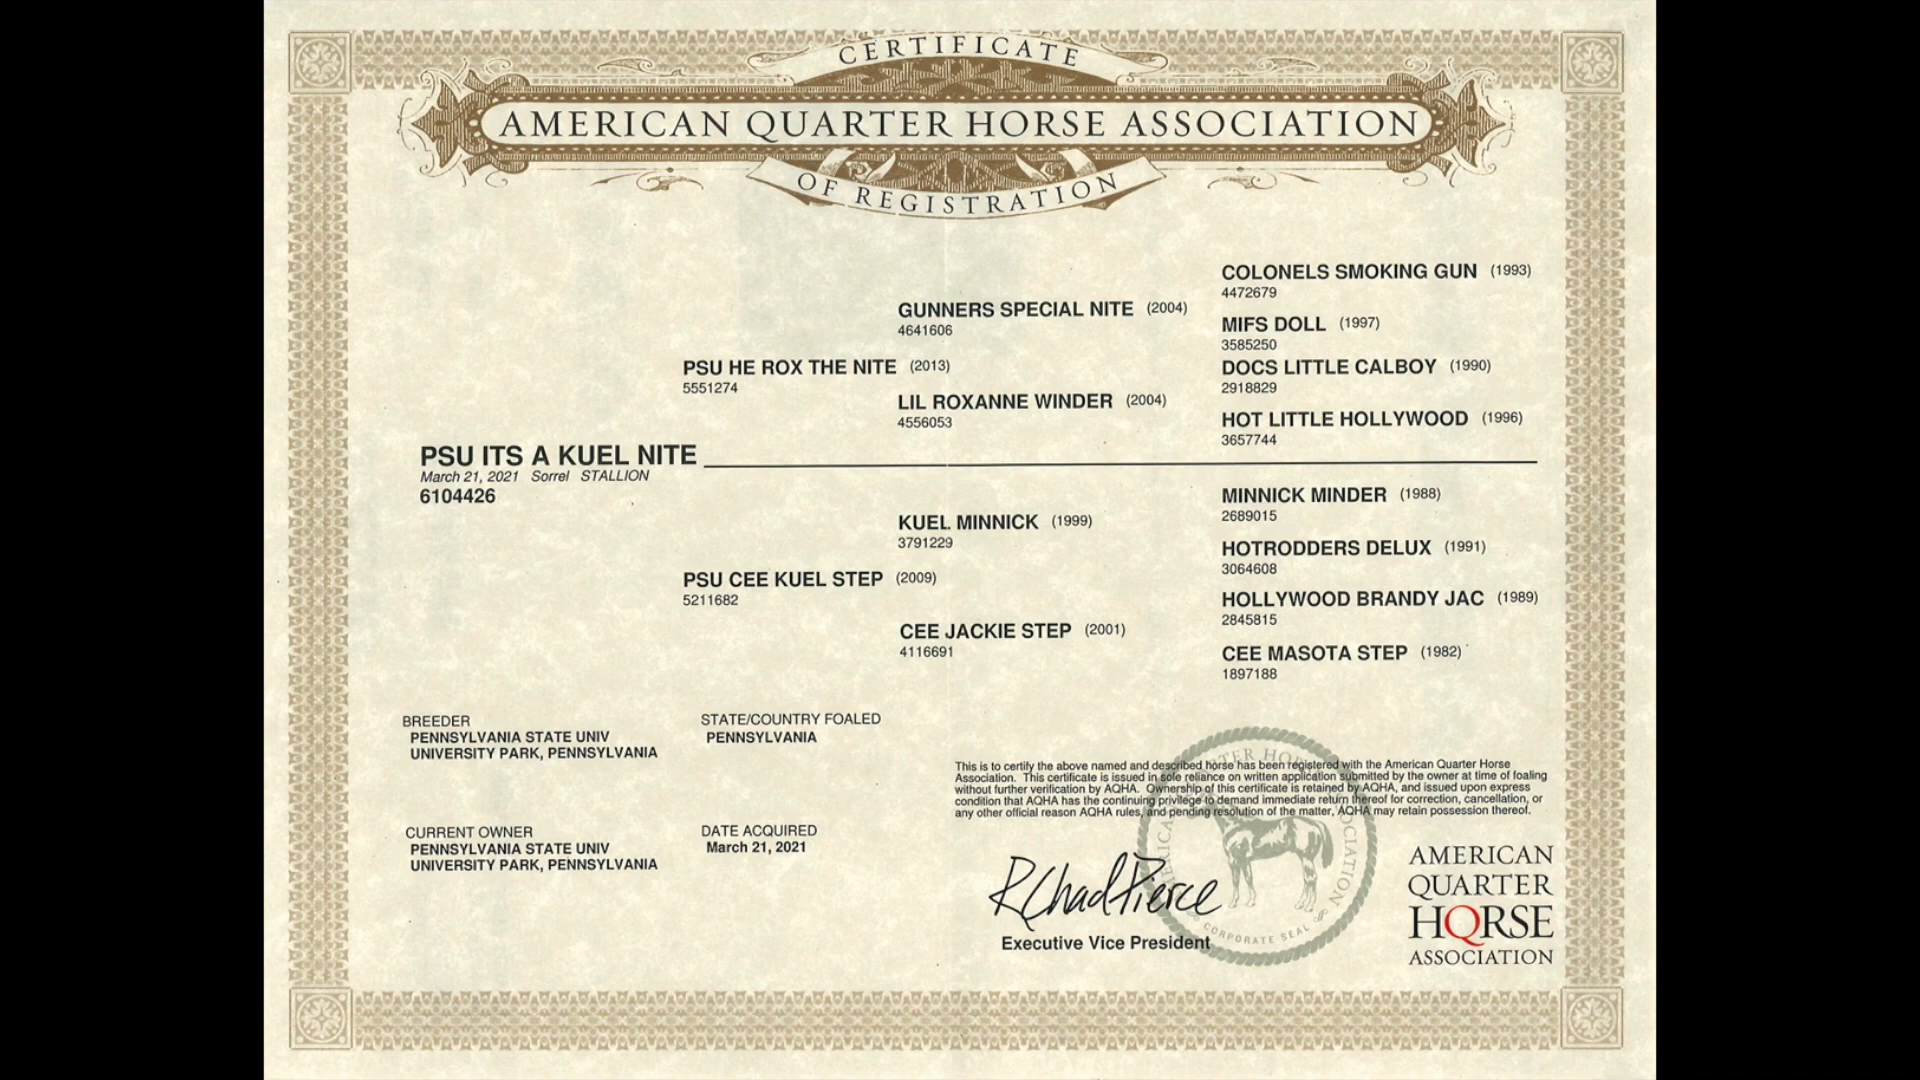 CERTIFICATE
AMERICAN QUARTER HORSE ASSOCIATION
OF REGISTRATION
COLONELS SMOKING GUN (1993)
4472679
GUNNERS SPECIAL NITE (2004)
4641606
MIFS DOLL (1997)
3585250
PSU HE ROX THE NITE (2013)
5551274
DOCS LITTLE CALBOY (1990)
2918829
LIL ROXANNE WINDER (2004)
4556053
HOT LITTLE HOLLYWOOD (1996)
3657744
PSU ITS A KUEL NITE
March 21, 2021 Sorrel STALLION
6104426
MINNICK MINDER (1988)
2689015
KUEL MINNICK (1999)
3791229
HOTRODDERS DELUX (1991)
3064608
PSU CEE KUEL STEP (2009)
5211682
HOLLYWOOD BRANDY JAC (1989)
2845815
CEE JACKIE STEP (2001)
4116691
CEE MASOTA STEP (1982)
1897188
BREEDER
PENNSYLVANIA STATE UNIV
UNIVERSITY PARK, PENNSYLVANIA
STATE/COUNTRY FOALED
PENNSYLVANIA
This is to certify the above named and described horse has been registered with the American Quarter Horse
Association. This certificate is issued in sole reliance on written application submitted by the owner at time of foaling
without further verification by AQHA. Ownership of this certificate is retained by AQHA, and issued upon express
condition that AQHA has the continuing privilege to demand immediate return thereof for correction, cancellation, or
any other official reason AQHA rules, and pending resolution of the matter, AQHA may retain possession thereof.
CURRENT OWNER
PENNSYLVANIA STATE UNIV
UNIVERSITY PARK, PENNSYLVANIA
DATE ACQUIRED
March 21, 2021
R Chad Pierce
Executive Vice President
CORPORATE SEAL
AMERICAN
QUARTER
HORSE
ASSOCIATION